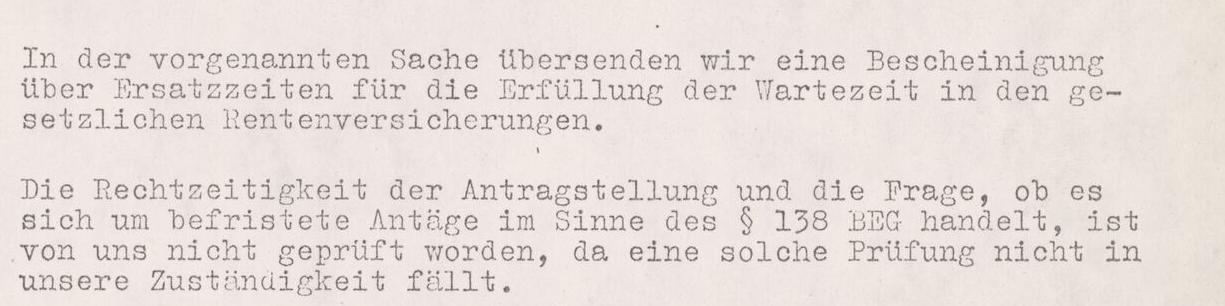 In der vorgenannten Sache übersenden wir eine Bescheinigung
über Ersatzzeiten für die Erfüllung der Wartezeit in den ge-
setzlichen Rentenversicherungen.
Die Rechtzeitigkeit der Antragstellung und die Frage, ob es
sich um befristete Antäge im Sinne des § 138 BEG handelt, ist
von uns nicht geprüft worden, da eine solche Prüfung nicht in
unsere Zuständigkeit fällt.